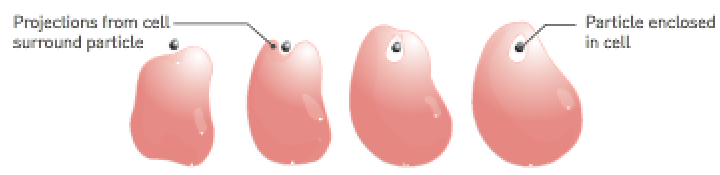 Projections from cell
surround particle
Particle enclosed
in cell